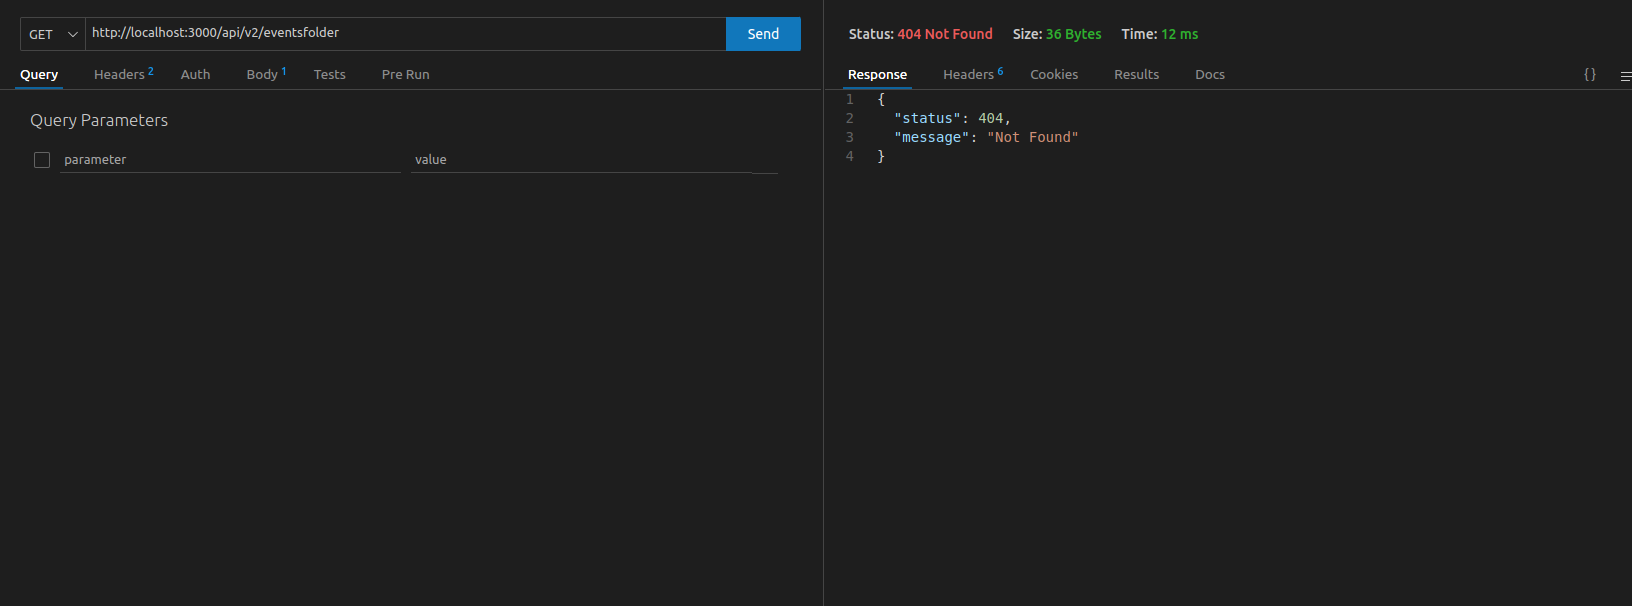 GET http://localhost:3000/api/v2/eventsfolder Send
Query Headers 2 Auth Body 1 Tests Pre Run
Query Parameters
parameter value
Status: 404 Not Found Size: 36 Bytes Time: 12 ms
Response Headers 6 Cookies Results Docs {}
1 {
2 "status": 404,
3 "message": "Not Found"
4 }